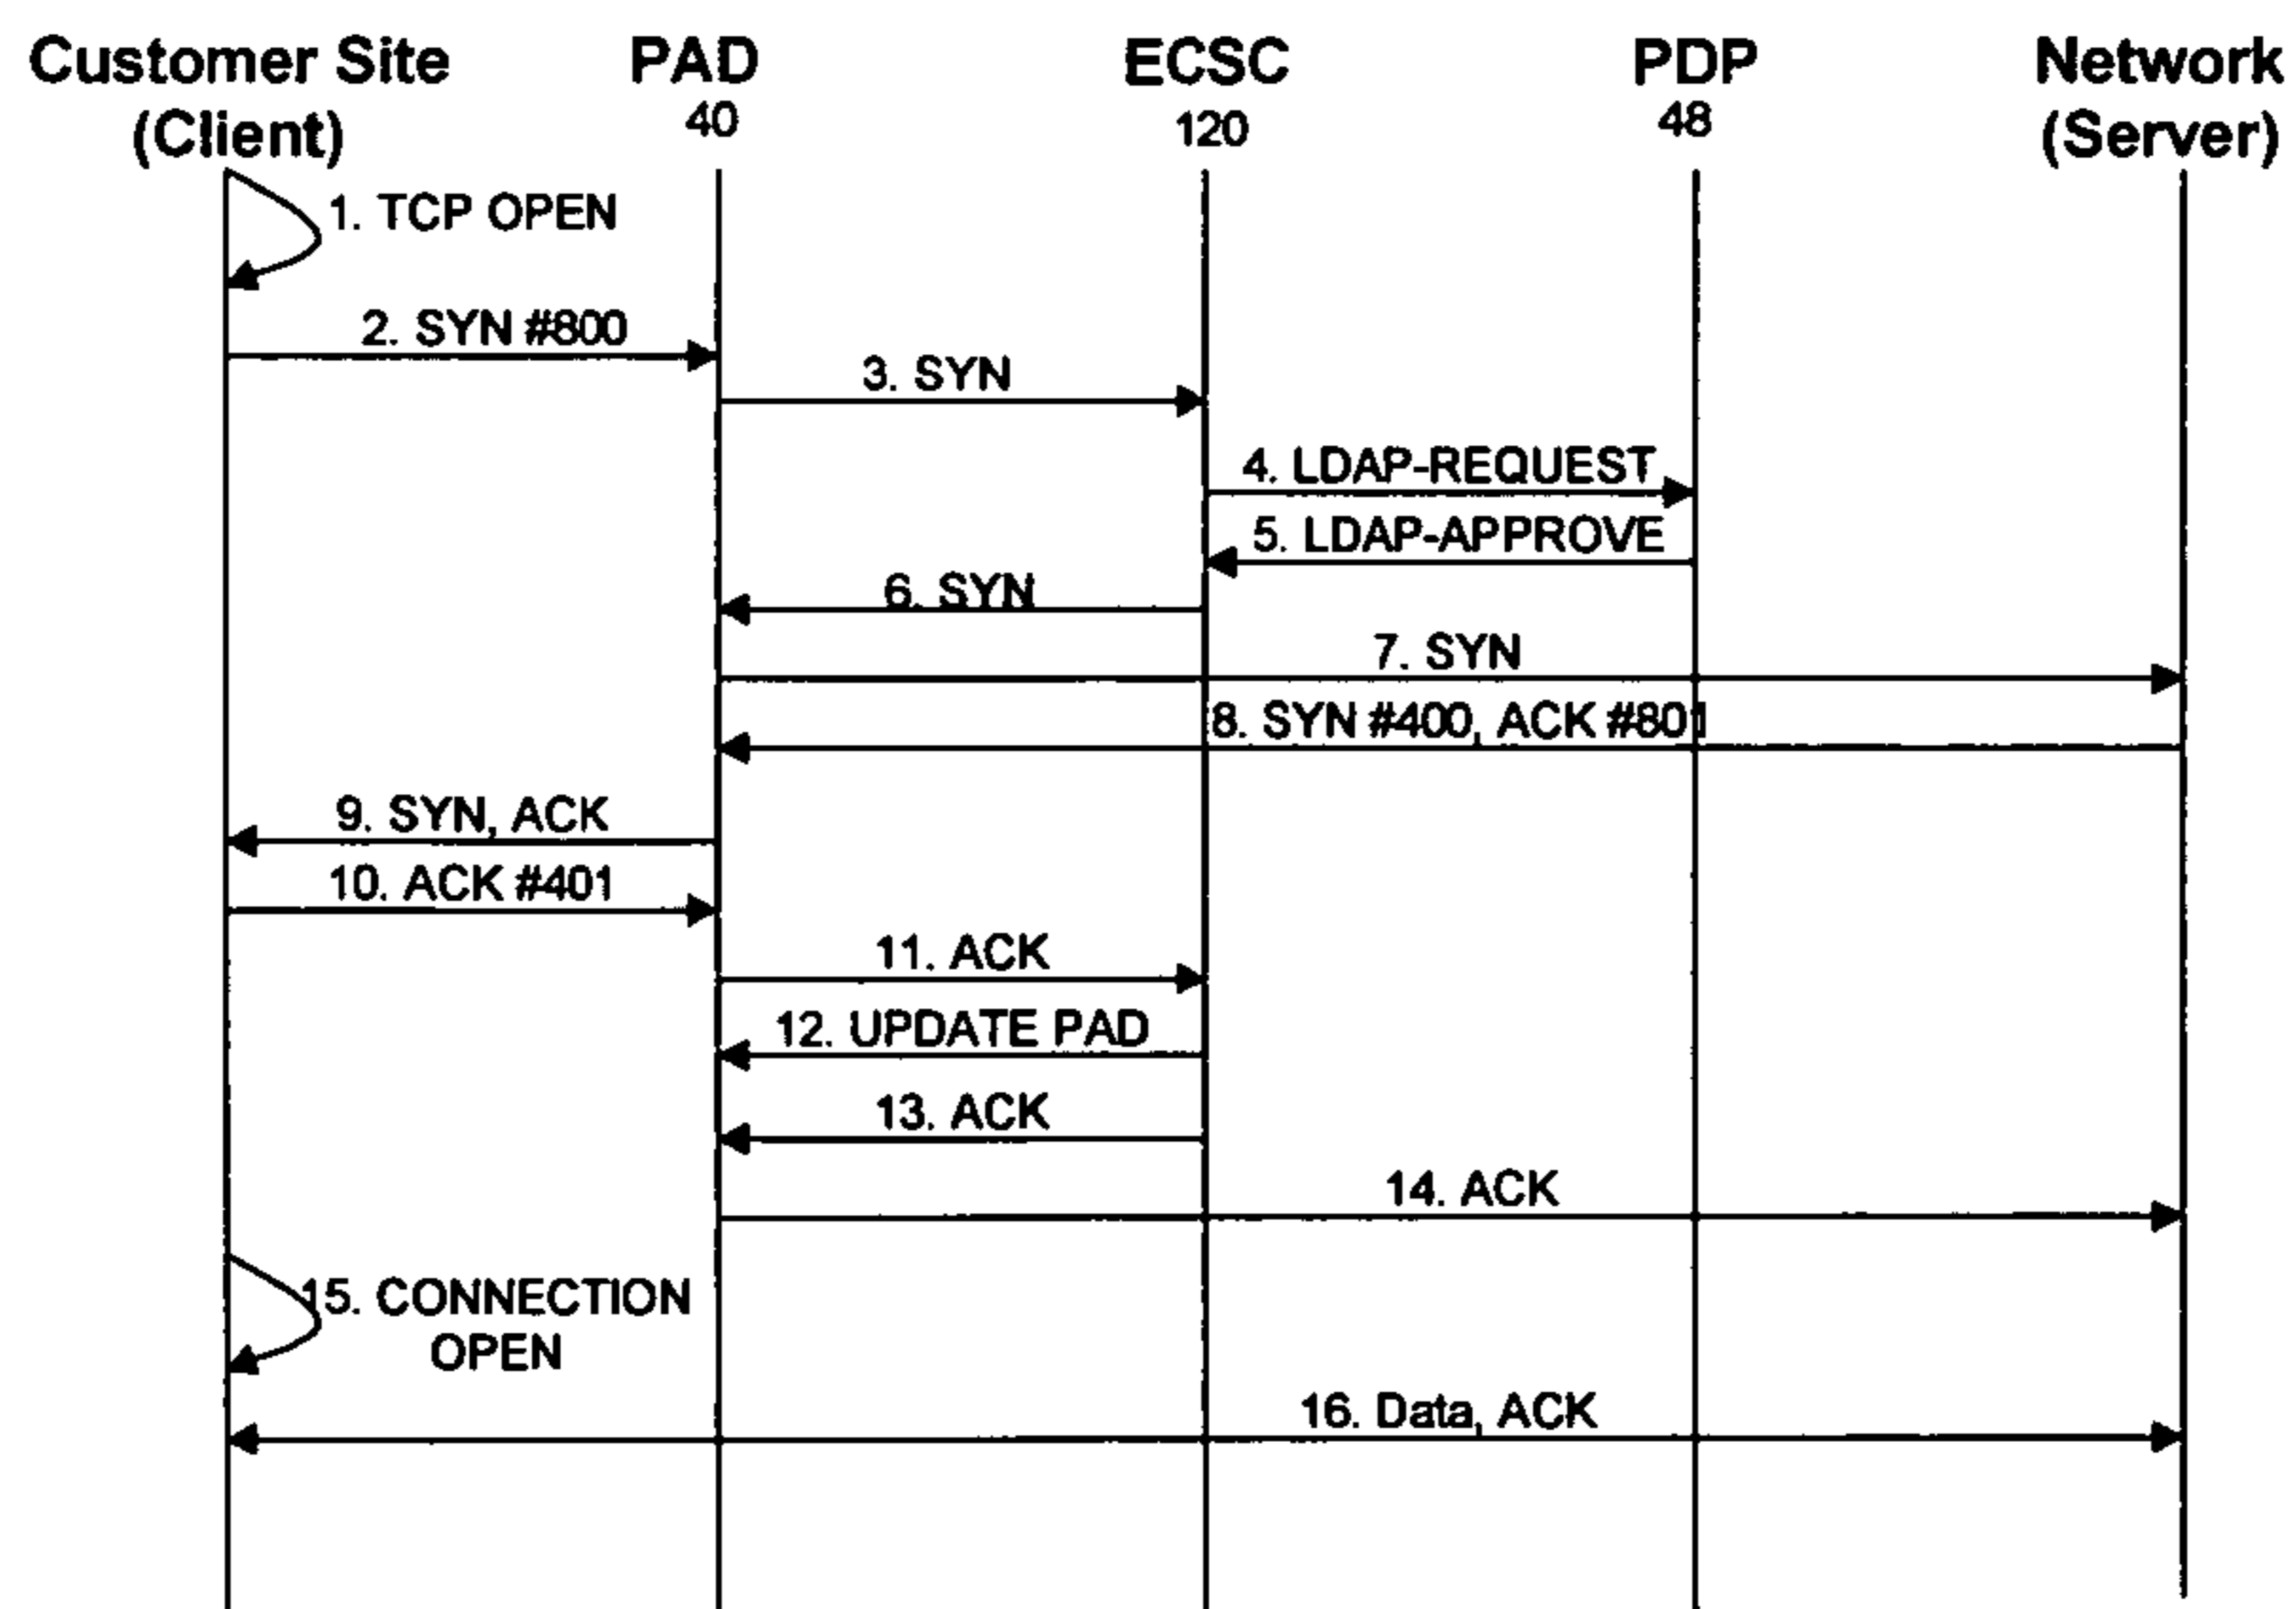 Customer Site
(Client)
PAD
40
ECSC
120
PDP
48
Network
(Server)
1. TCP OPEN
2. SYN #800
3. SYN
4. LDAP-REQUEST
5. LDAP-APPROVE
6. SYN
7. SYN
8. SYN #400, ACK #801
9. SYN, ACK
10. ACK #401
11. ACK
12. UPDATE PAD
13. ACK
14. ACK
15. CONNECTION
OPEN
16. Data, ACK